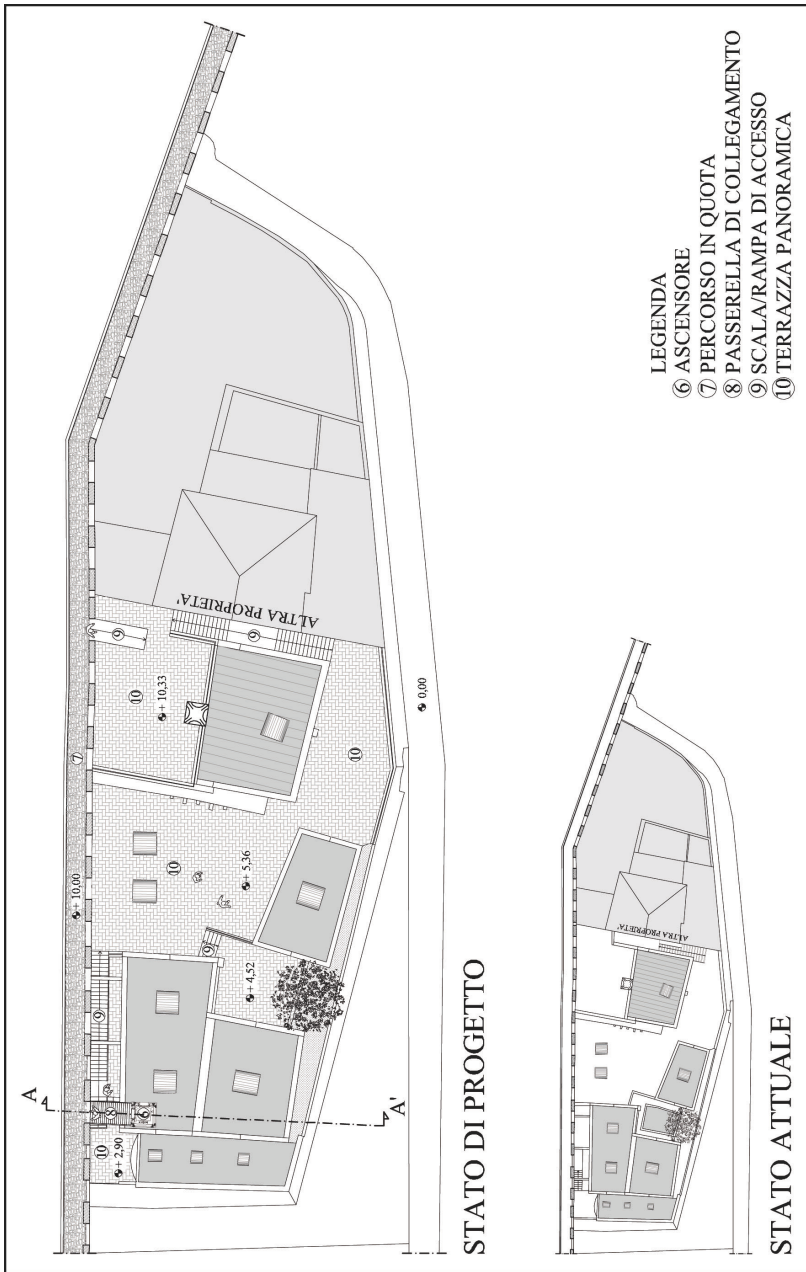 A
A'
6
7
8
9
9
9
9
10
10
10
10
+ 10,00
+ 2,90
+ 4,52
+ 5,36
+ 10,33
0,00
ALTRA PROPRIETA'
STATO DI PROGETTO
ALTRA PROPRIETA'
STATO ATTUALE
LEGENDA
6 ASCENSORE
7 PERCORSO IN QUOTA
8 PASSERELLA DI COLLEGAMENTO
9 SCALA/RAMPA DI ACCESSO
10 TERRAZZA PANORAMICA